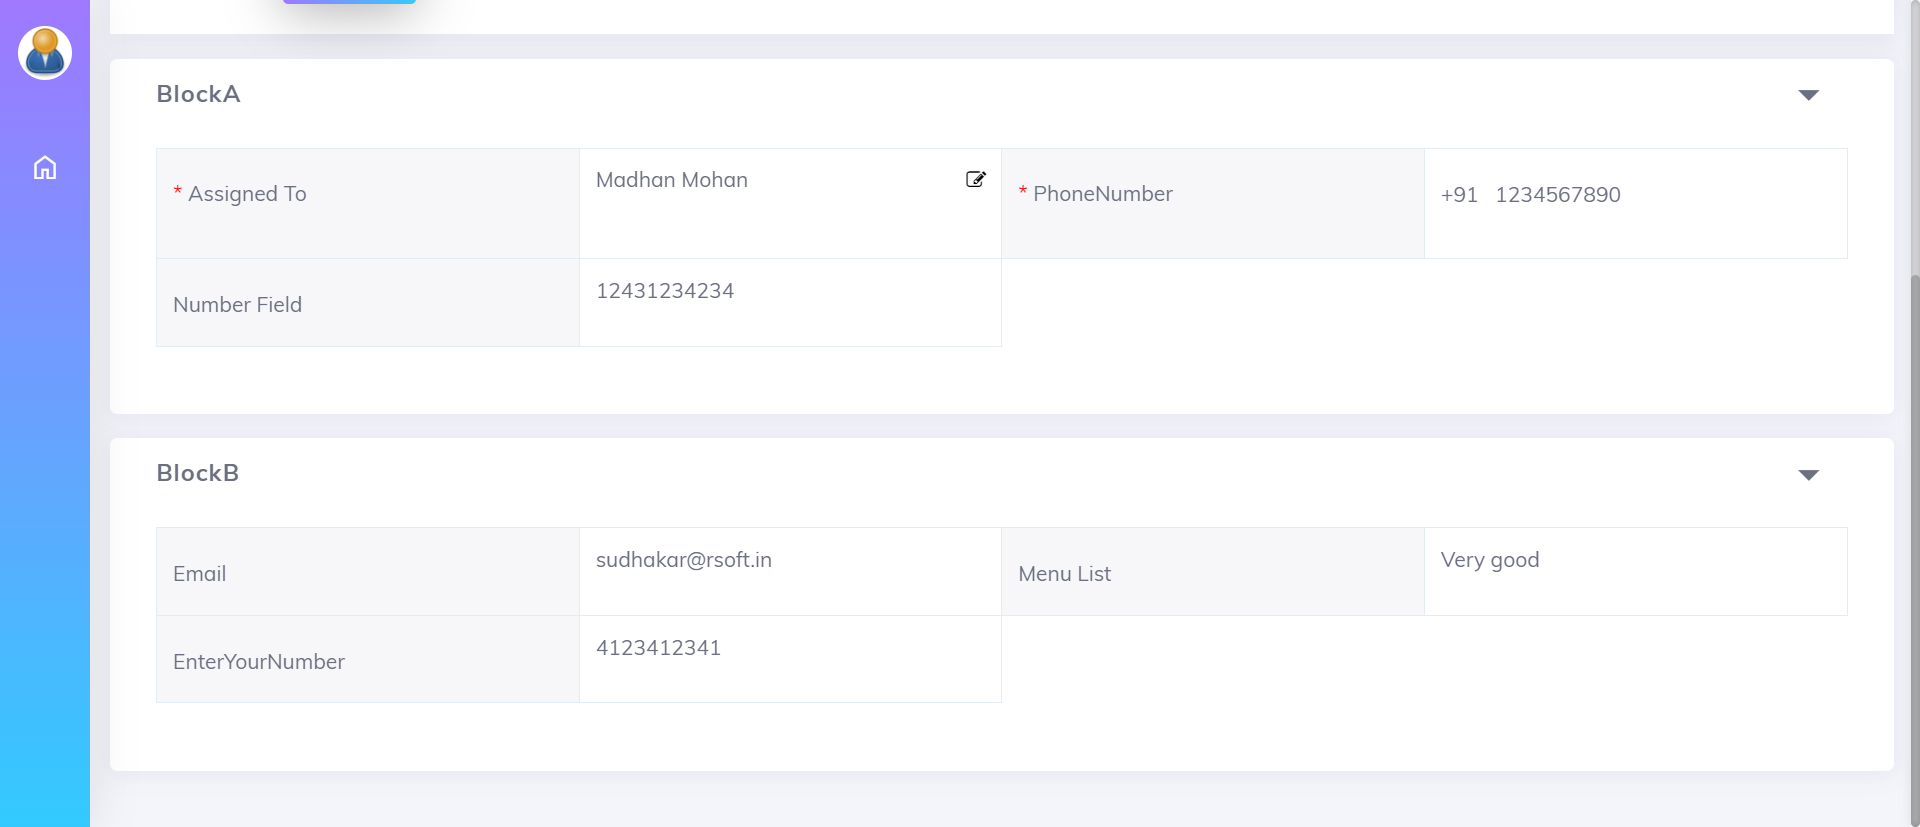 BlockA
* Assigned To
Madhan Mohan
* PhoneNumber
+91 1234567890
Number Field
12431234234
BlockB
Email
sudhakar@rsoft.in
Menu List
Very good
EnterYourNumber
4123412341